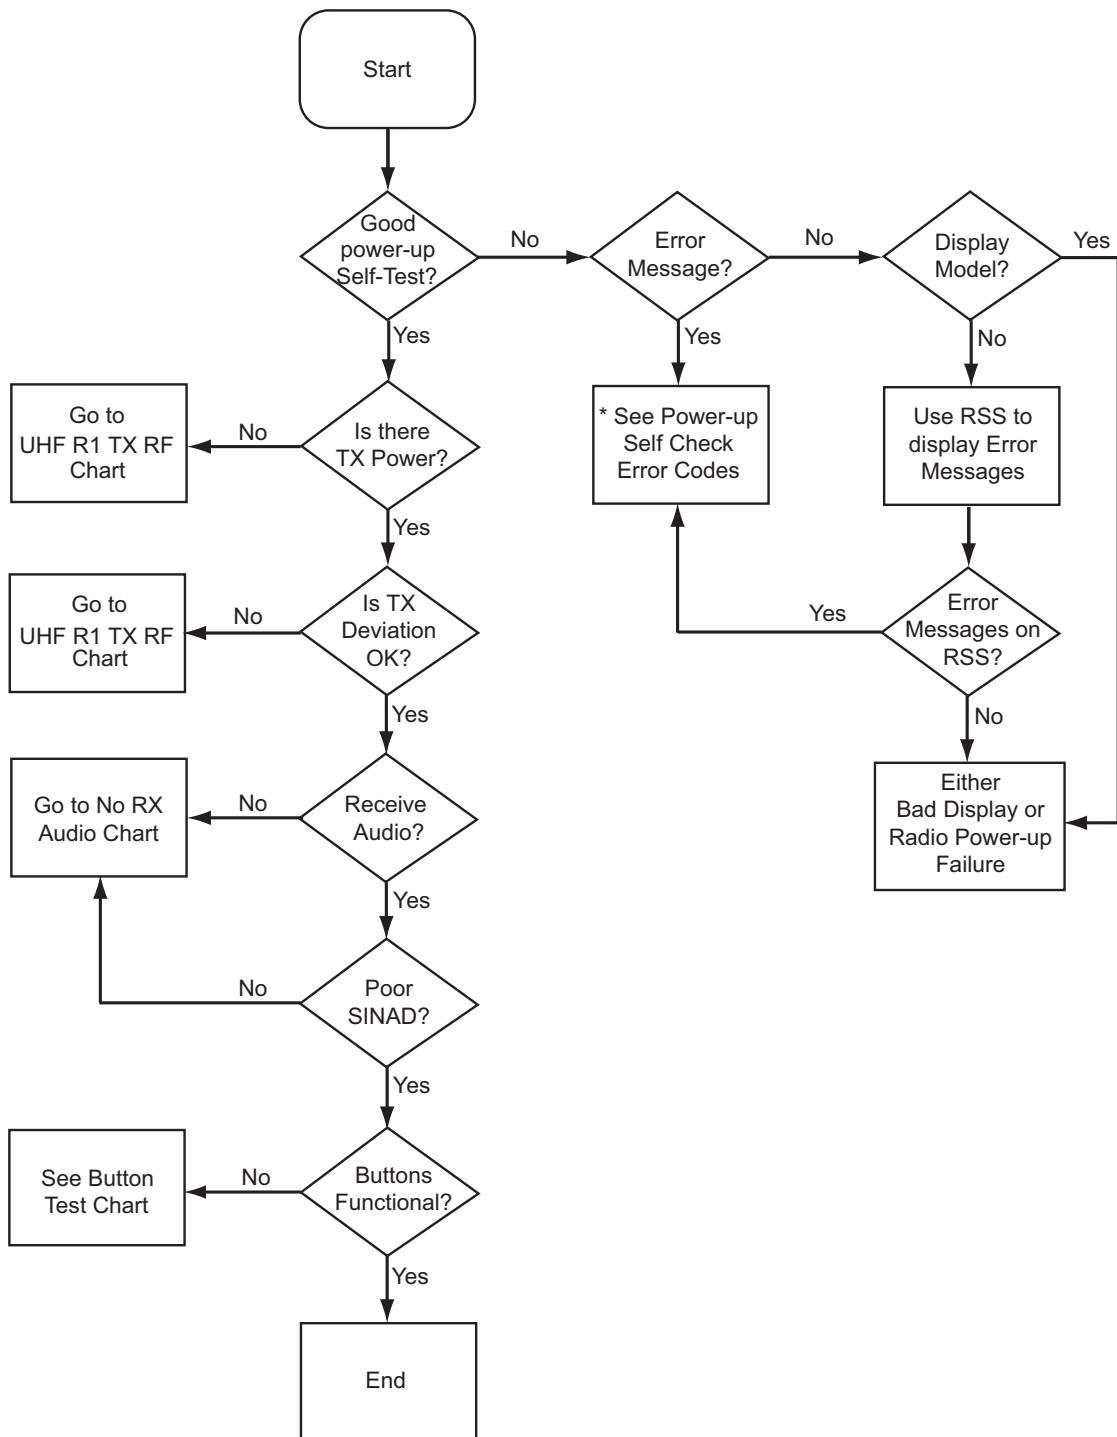 Start
Good
power-up
Self-Test?
No
Error
Message?
No
Display
Model?
Yes
Yes
Yes
No
Go to
UHF R1 TX RF
Chart
No
Is there
TX Power?
* See Power-up
Self Check
Error Codes
Use RSS to
display Error
Messages
Yes
Go to
UHF R1 TX RF
Chart
No
Is TX
Deviation
OK?
Yes
Error
Messages on
RSS?
Yes
No
Go to No RX
Audio Chart
No
Receive
Audio?
Either
Bad Display or
Radio Power-up
Failure
Yes
No
Poor
SINAD?
Yes
See Button
Test Chart
No
Buttons
Functional?
Yes
End